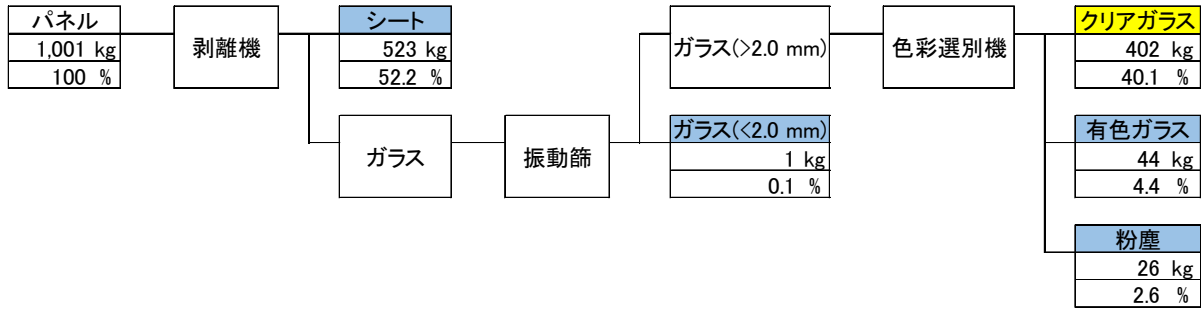 パネル
1,001 kg
100 %
剥離機
シート
523 kg
52.2 %
ガラス
振動篩
ガラス(>2.0 mm)
ガラス(<2.0 mm)
1 kg
0.1 %
色彩選別機
クリアガラス
402 kg
40.1 %
有色ガラス
44 kg
4.4 %
粉塵
26 kg
2.6 %